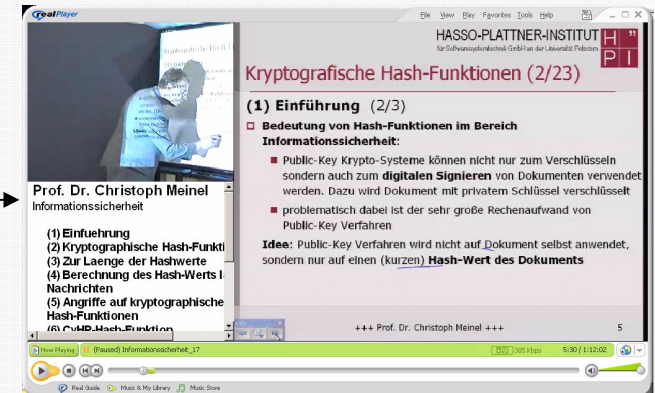 RealPlayer
File View Play Favorites Tools Help
HASSO-PLATTNER-INSTITUT
für Softwaresystemtechnik GmbH an der Universität Potsdam
HPI
Kryptografische Hash-Funktionen (2/23)
(1) Einführung (2/3)
Bedeutung von Hash-Funktionen im Bereich
Informationssicherheit:
Public-Key Krypto-Systeme können nicht nur zum Verschlüsseln
sondern auch zum digitalen Signieren von Dokumenten verwendet
werden. Dazu wird Dokument mit privatem Schlüssel verschlüsselt
problematisch dabei ist der sehr große Rechenaufwand von
Public-Key Verfahren
Idee: Public-Key Verfahren wird nicht auf Dokument selbst anwendet,
sondern nur auf einen (kurzen) Hash-Wert des Dokuments
+++ Prof. Dr. Christoph Meinel +++
5
Prof. Dr. Christoph Meinel
Informationssicherheit
(1) Einfuehrung
(2) Kryptographische Hash-Funkti
(3) Zur Laenge der Hashwerte
(4) Berechnung des Hash-Werts l
Nachrichten
(5) Angriffe auf kryptographische
Hash-Funktionen
(6) CvHP-Hash-Funktion
Now Playing
(Paused) Informationssicherheit_17
385 Kbps
5:30 / 1:12:02
Real Guide
Music & My Library
Music Store